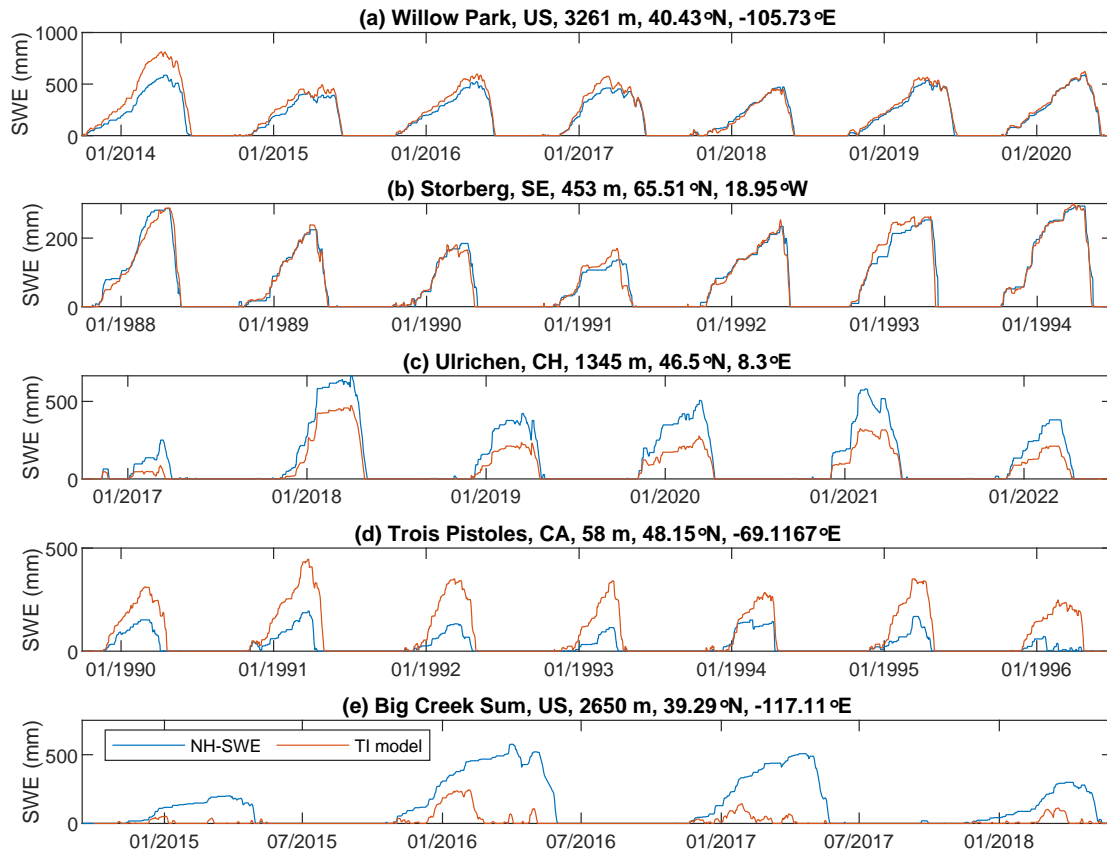 (a) Willow Park, US, 3261 m, 40.43°N, -105.73°E
SWE (mm)
1000
500
0
01/2014 01/2015 01/2016 01/2017 01/2018 01/2019 01/2020
(b) Storberg, SE, 453 m, 65.51°N, 18.95°W
SWE (mm)
200
0
01/1988 01/1989 01/1990 01/1991 01/1992 01/1993 01/1994
(c) Ulrichen, CH, 1345 m, 46.5°N, 8.3°E
SWE (mm)
500
0
01/2017 01/2018 01/2019 01/2020 01/2021 01/2022
(d) Trois Pistoles, CA, 58 m, 48.15°N, -69.1167°E
SWE (mm)
500
0
01/1990 01/1991 01/1992 01/1993 01/1994 01/1995 01/1996
(e) Big Creek Sum, US, 2650 m, 39.29°N, -117.11°E
SWE (mm)
NH-SWE TI model
500
0
01/2015 07/2015 01/2016 07/2016 01/2017 07/2017 01/2018